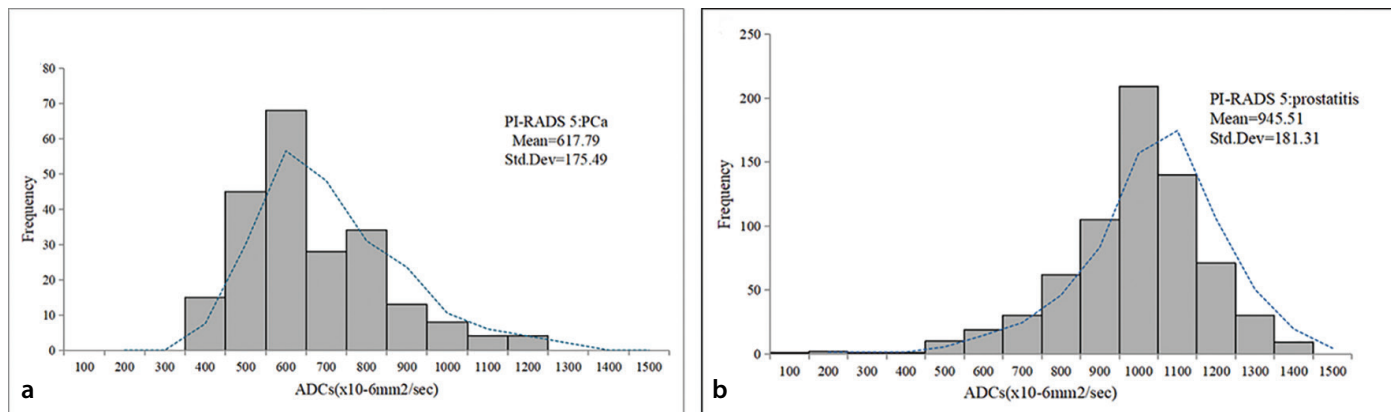 80
70
60
50
40
30
20
10
0
Frequency
PI-RADS 5:PCa
Mean=617.79
Std.Dev=175.49
100 200 300 400 500 600 700 800 900 1000 1100 1200 1300 1400 1500
ADCs(x10-6mm2/sec)
a
250
200
150
100
50
0
Frequency
PI-RADS 5:prostatitis
Mean=945.51
Std.Dev=181.31
100 200 300 400 500 600 700 800 900 1000 1100 1200 1300 1400 1500
ADCs(x10-6mm2/sec)
b